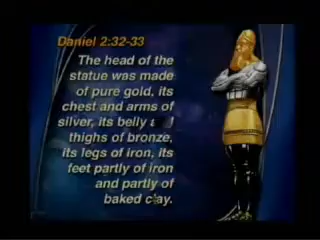 Daniel 2:32-33
The head of the
statue was made
of pure gold, its
chest and arms of
silver, its belly a d
thighs of bronze,
its legs of iron, its
feet partly of iron
and partly of
baked clay.